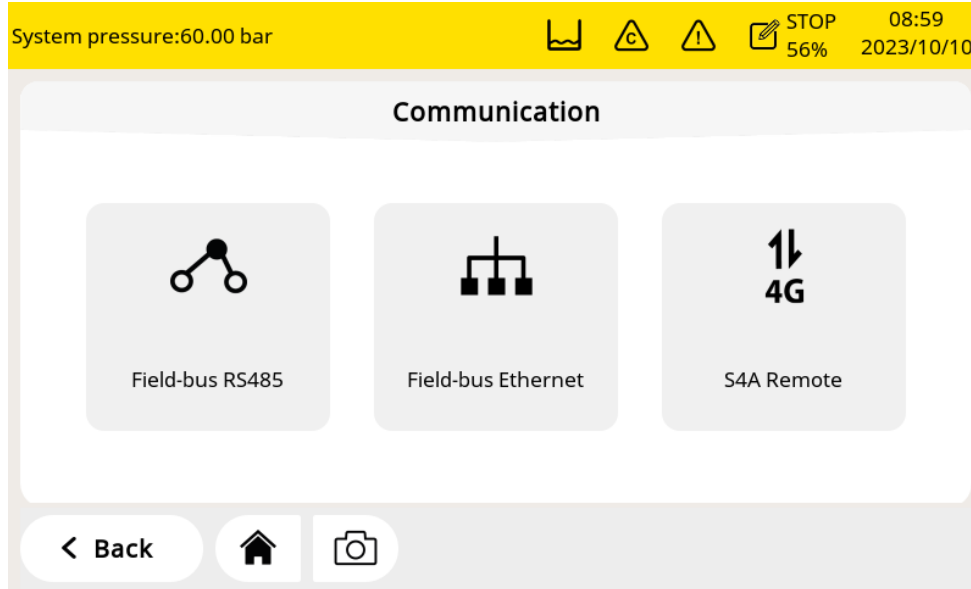 System pressure:60.00 bar
C
!
STOP
56%
08:59
2023/10/10
Communication
4G
Field-bus RS485
Field-bus Ethernet
S4A Remote
< Back